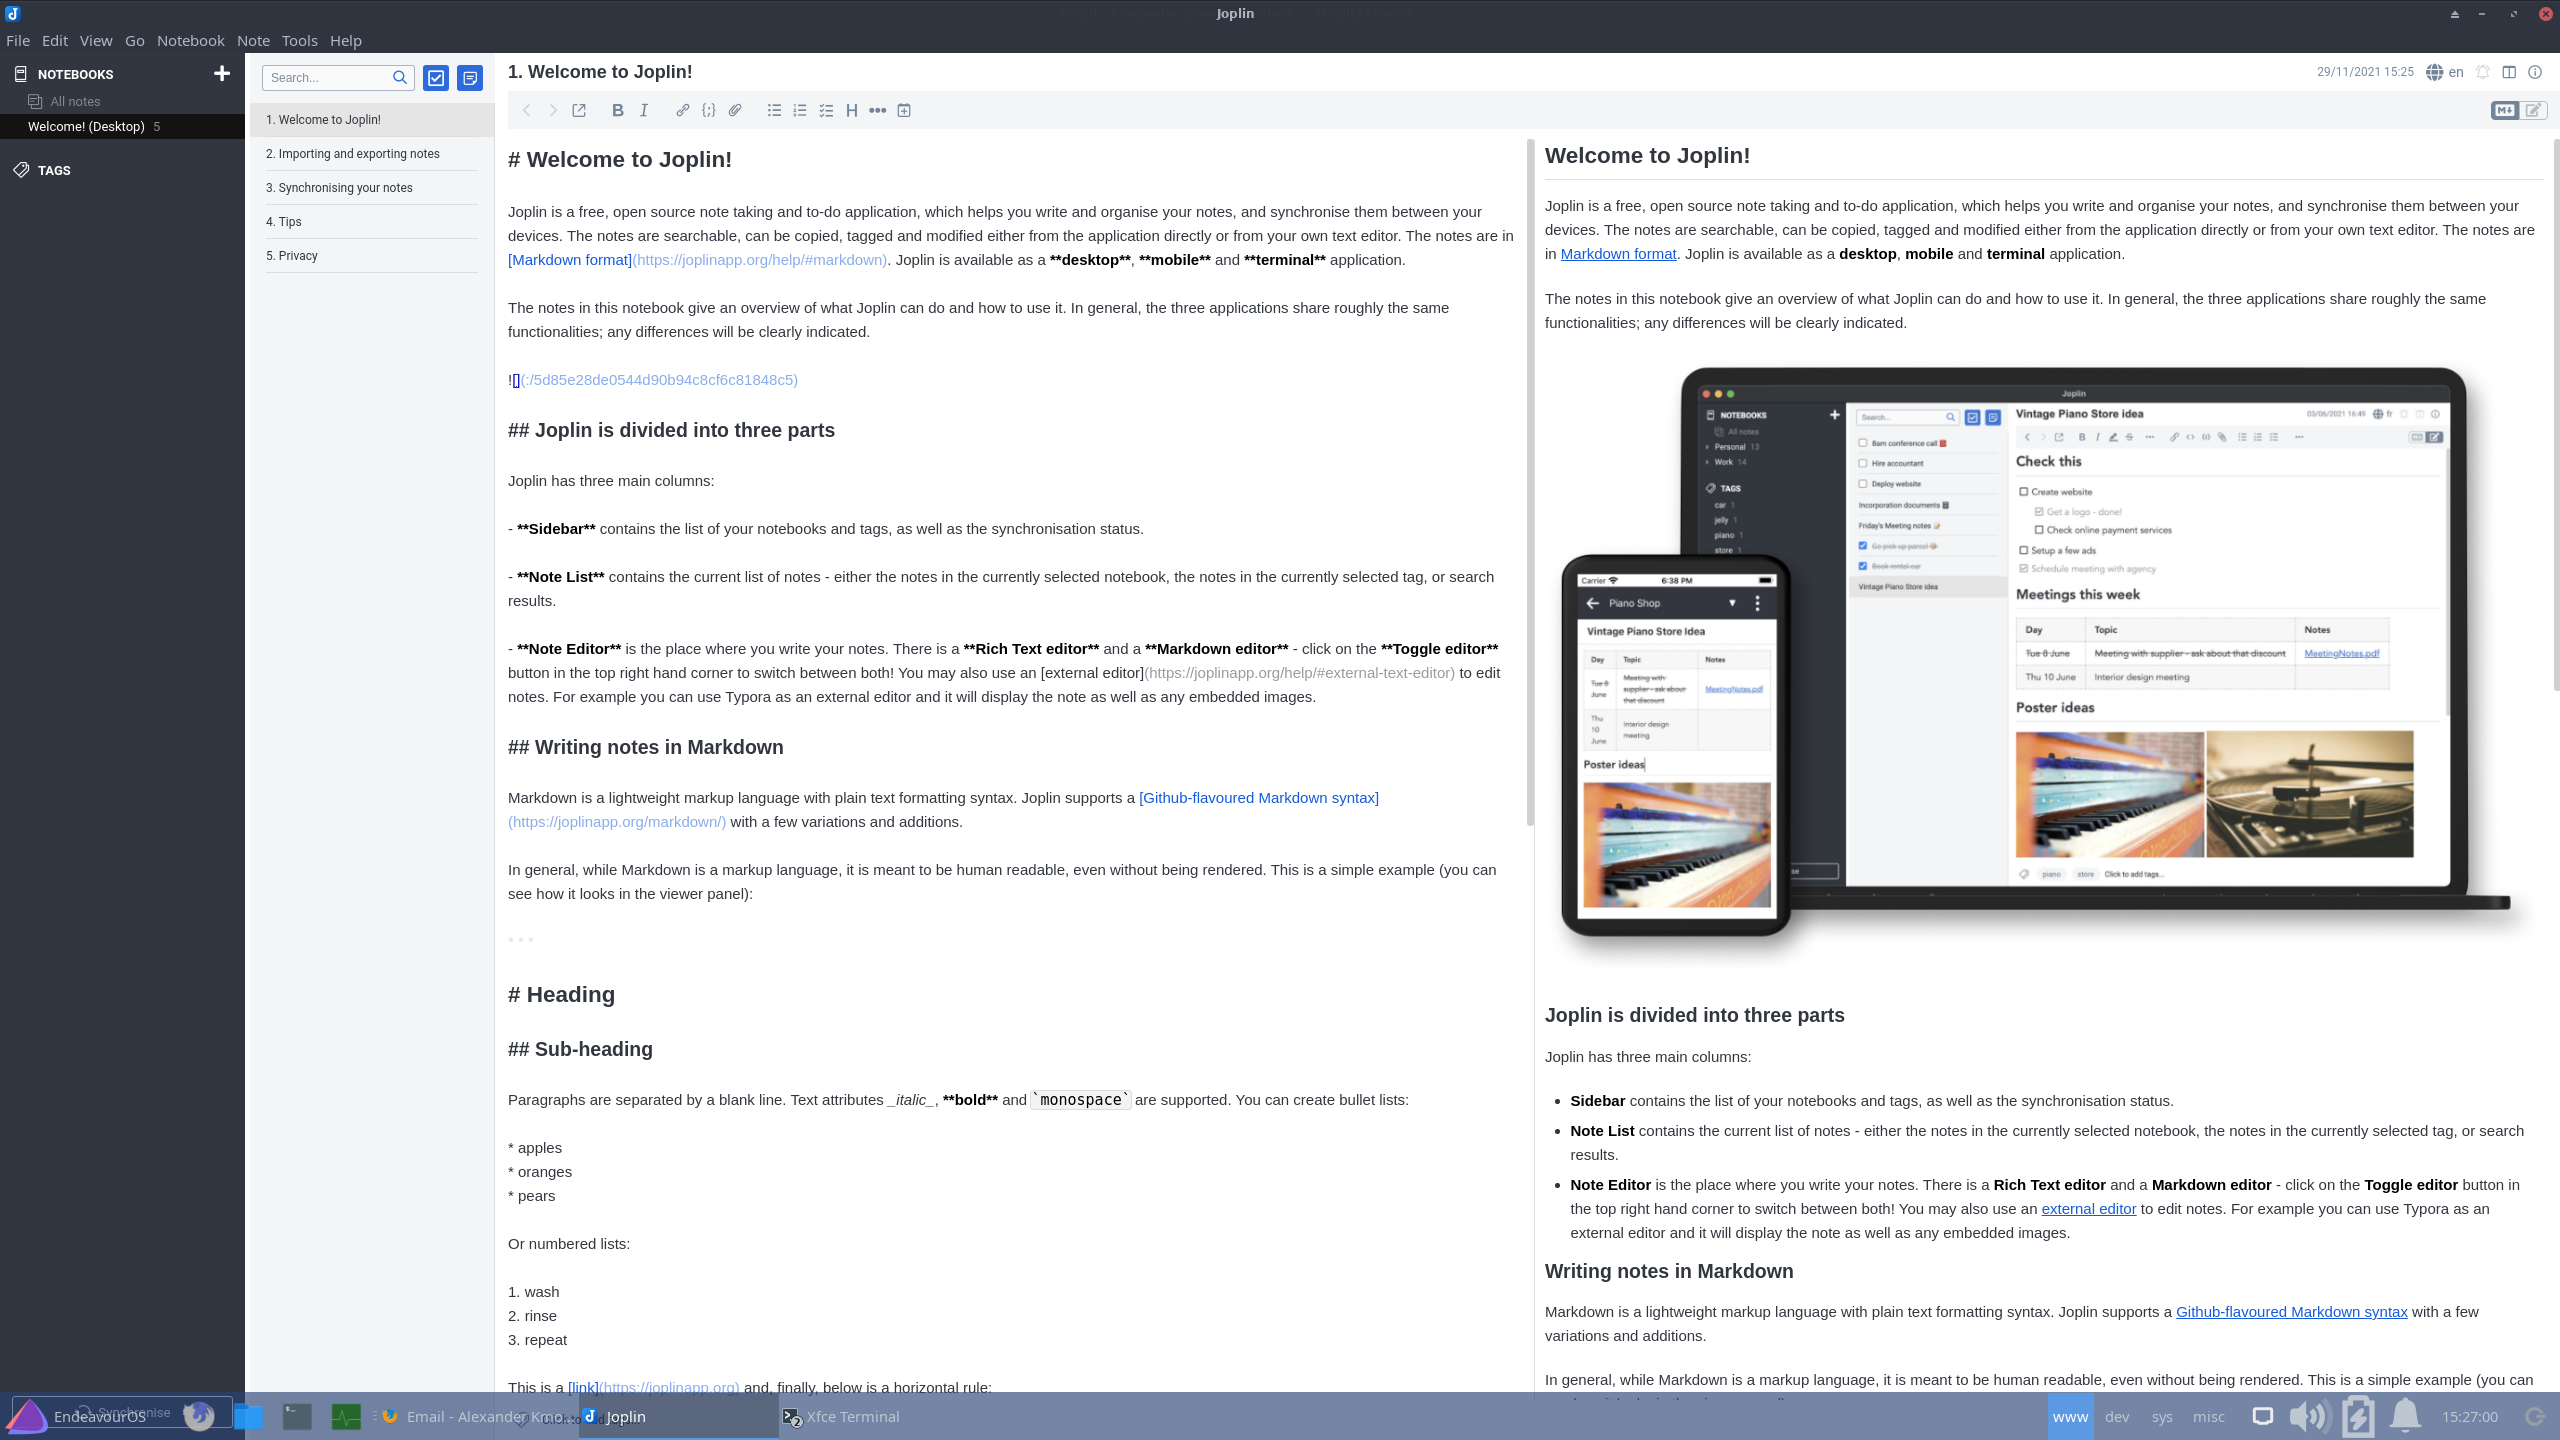 Joplin
File Edit View Go Notebook Note Tools Help
NOTEBOOKS
All notes
Welcome! (Desktop) 5
TAGS
Search...
1. Welcome to Joplin!
2. Importing and exporting notes
3. Synchronising your notes
4. Tips
5. Privacy
1. Welcome to Joplin!
29/11/2021 15:25 en
# Welcome to Joplin!
Joplin is a free, open source note taking and to-do application, which helps you write and organise your notes, and synchronise them between your
devices. The notes are searchable, can be copied, tagged and modified either from the application directly or from your own text editor. The notes are in
[Markdown format](https://joplinapp.org/help/#markdown). Joplin is available as a **desktop**, **mobile** and **terminal** application.
The notes in this notebook give an overview of what Joplin can do and how to use it. In general, the three applications share roughly the same
functionalities; any differences will be clearly indicated.
![](:/5d85e28de0544d90b94c8cf6c81848c5)
## Joplin is divided into three parts
Joplin has three main columns:
- **Sidebar** contains the list of your notebooks and tags, as well as the synchronisation status.
- **Note List** contains the current list of notes - either the notes in the currently selected notebook, the notes in the currently selected tag, or search
results.
- **Note Editor** is the place where you write your notes. There is a **Rich Text editor** and a **Markdown editor** - click on the **Toggle editor**
button in the top right hand corner to switch between both! You may also use an [external editor](https://joplinapp.org/help/#external-text-editor) to edit
notes. For example you can use Typora as an external editor and it will display the note as well as any embedded images.
## Writing notes in Markdown
Markdown is a lightweight markup language with plain text formatting syntax. Joplin supports a [Github-flavoured Markdown syntax]
(https://joplinapp.org/markdown/) with a few variations and additions.
In general, while Markdown is a markup language, it is meant to be human readable, even without being rendered. This is a simple example (you can
see how it looks in the viewer panel):
* * *
# Heading
## Sub-heading
Paragraphs are separated by a blank line. Text attributes _italic_, **bold** and `monospace` are supported. You can create bullet lists:
* apples
* oranges
* pears
Or numbered lists:
1. wash
2. rinse
3. repeat
This is a [link](https://joplinapp.org) and, finally, below is a horizontal rule:
Welcome to Joplin!
Joplin is a free, open source note taking and to-do application, which helps you write and organise your notes, and synchronise them between your
devices. The notes are searchable, can be copied, tagged and modified either from the application directly or from your own text editor. The notes are
in Markdown format. Joplin is available as a desktop, mobile and terminal application.
The notes in this notebook give an overview of what Joplin can do and how to use it. In general, the three applications share roughly the same
functionalities; any differences will be clearly indicated.
Joplin
NOTEBOOKS
All notes
Personal 13
Work 14
TAGS
car 1
jelly 1
piano 1
store 1
Search...
8am conference call
Hire accountant
Deploy website
Incorporation documents
Friday's Meeting notes
Go pick up parcel
Book rental car
Vintage Piano Store idea
Vintage Piano Store idea
03/06/2021 16:49 fr
Check this
Create website
Get a logo - done!
Check online payment services
Setup a few ads
Schedule meeting with agency
Meetings this week
Day Topic Notes
Tue 8 June Meeting with supplier - ask about that discount MeetingNotes.pdf
Thu 10 June Interior design meeting
Poster ideas
piano store Click to add tags...
Carrier 6:38 PM
Piano Shop
Vintage Piano Store Idea
Day Topic Notes
Tue 8
June
Meeting with
supplier - ask about
that discount
MeetingNotes.pdf
Thu
10
June
Interior design
meeting
Poster ideas
Joplin is divided into three parts
Joplin has three main columns:
Sidebar contains the list of your notebooks and tags, as well as the synchronisation status.
Note List contains the current list of notes - either the notes in the currently selected notebook, the notes in the currently selected tag, or search
results.
Note Editor is the place where you write your notes. There is a Rich Text editor and a Markdown editor - click on the Toggle editor button in
the top right hand corner to switch between both! You may also use an external editor to edit notes. For example you can use Typora as an
external editor and it will display the note as well as any embedded images.
Writing notes in Markdown
Markdown is a lightweight markup language with plain text formatting syntax. Joplin supports a Github-flavoured Markdown syntax with a few
variations and additions.
In general, while Markdown is a markup language, it is meant to be human readable, even without being rendered. This is a simple example (you can
Synchronise
EndeavourOS
Email - Alexander
Joplin
2
Xfce Terminal
www dev sys misc
15:27:00